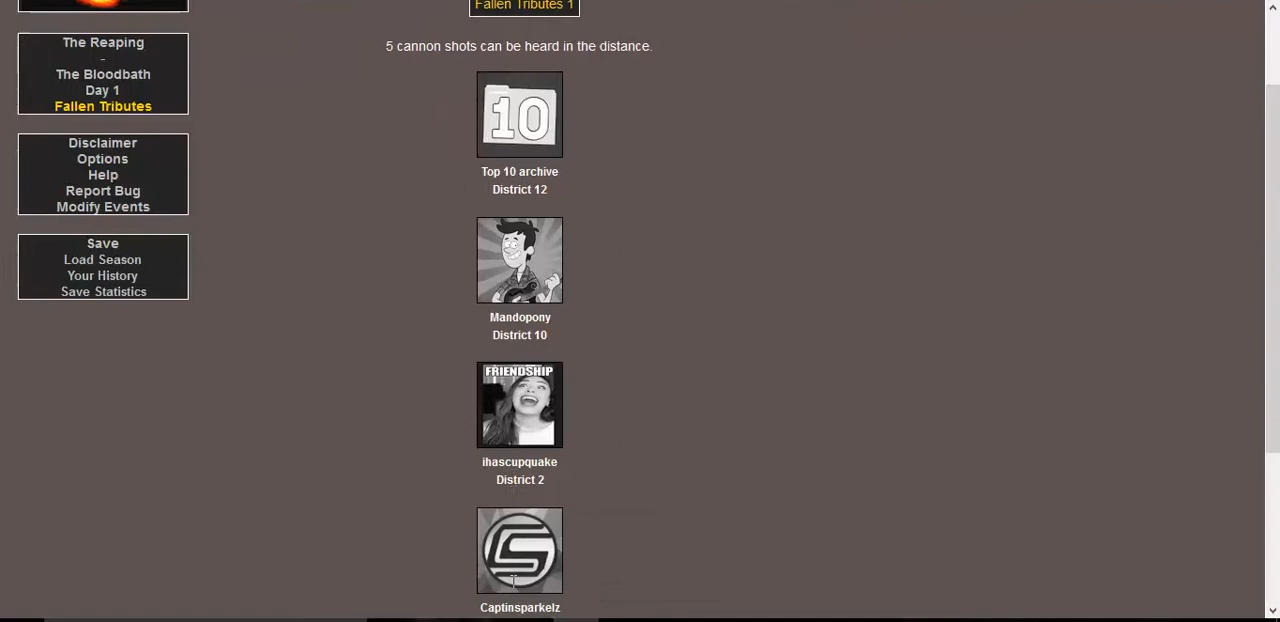 Fallen Tributes 1
The Reaping
-
The Bloodbath
Day 1
Fallen Tributes
Disclaimer
Options
Help
Report Bug
Modify Events
Save
Load Season
Your History
Save Statistics
5 cannon shots can be heard in the distance.
10
Top 10 archive
District 12
Mandopony
District 10
FRIENDSHIP
ihascupquake
District 2
CS
Captinsparkelz